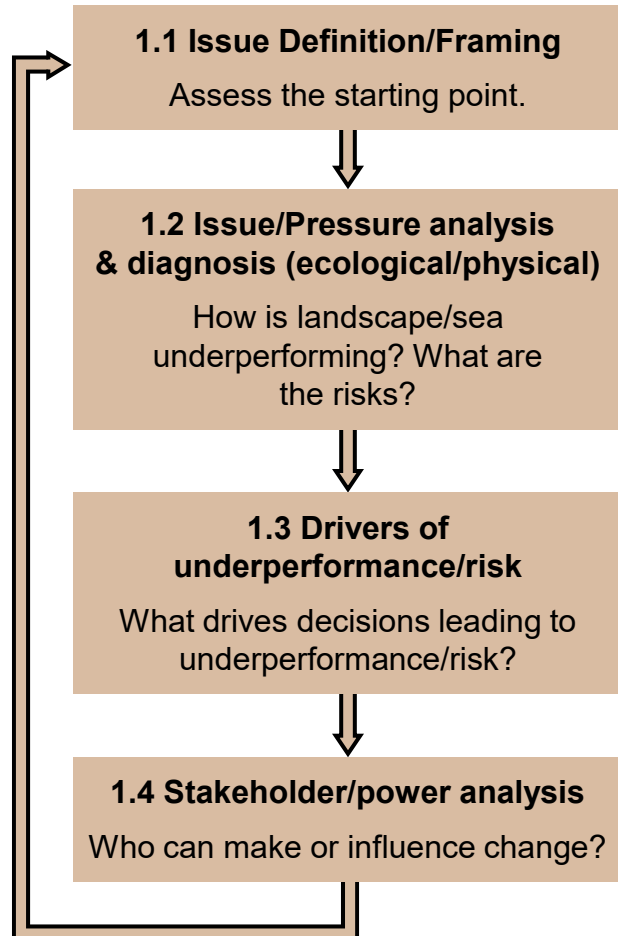 1.1 Issue Definition/Framing
Assess the starting point.
1.2 Issue/Pressure analysis
& diagnosis (ecological/physical)
How is landscape/sea
underperforming? What are
the risks?
1.3 Drivers of
underperformance/risk
What drives decisions leading to
underperformance/risk?
1.4 Stakeholder/power analysis
Who can make or influence change?